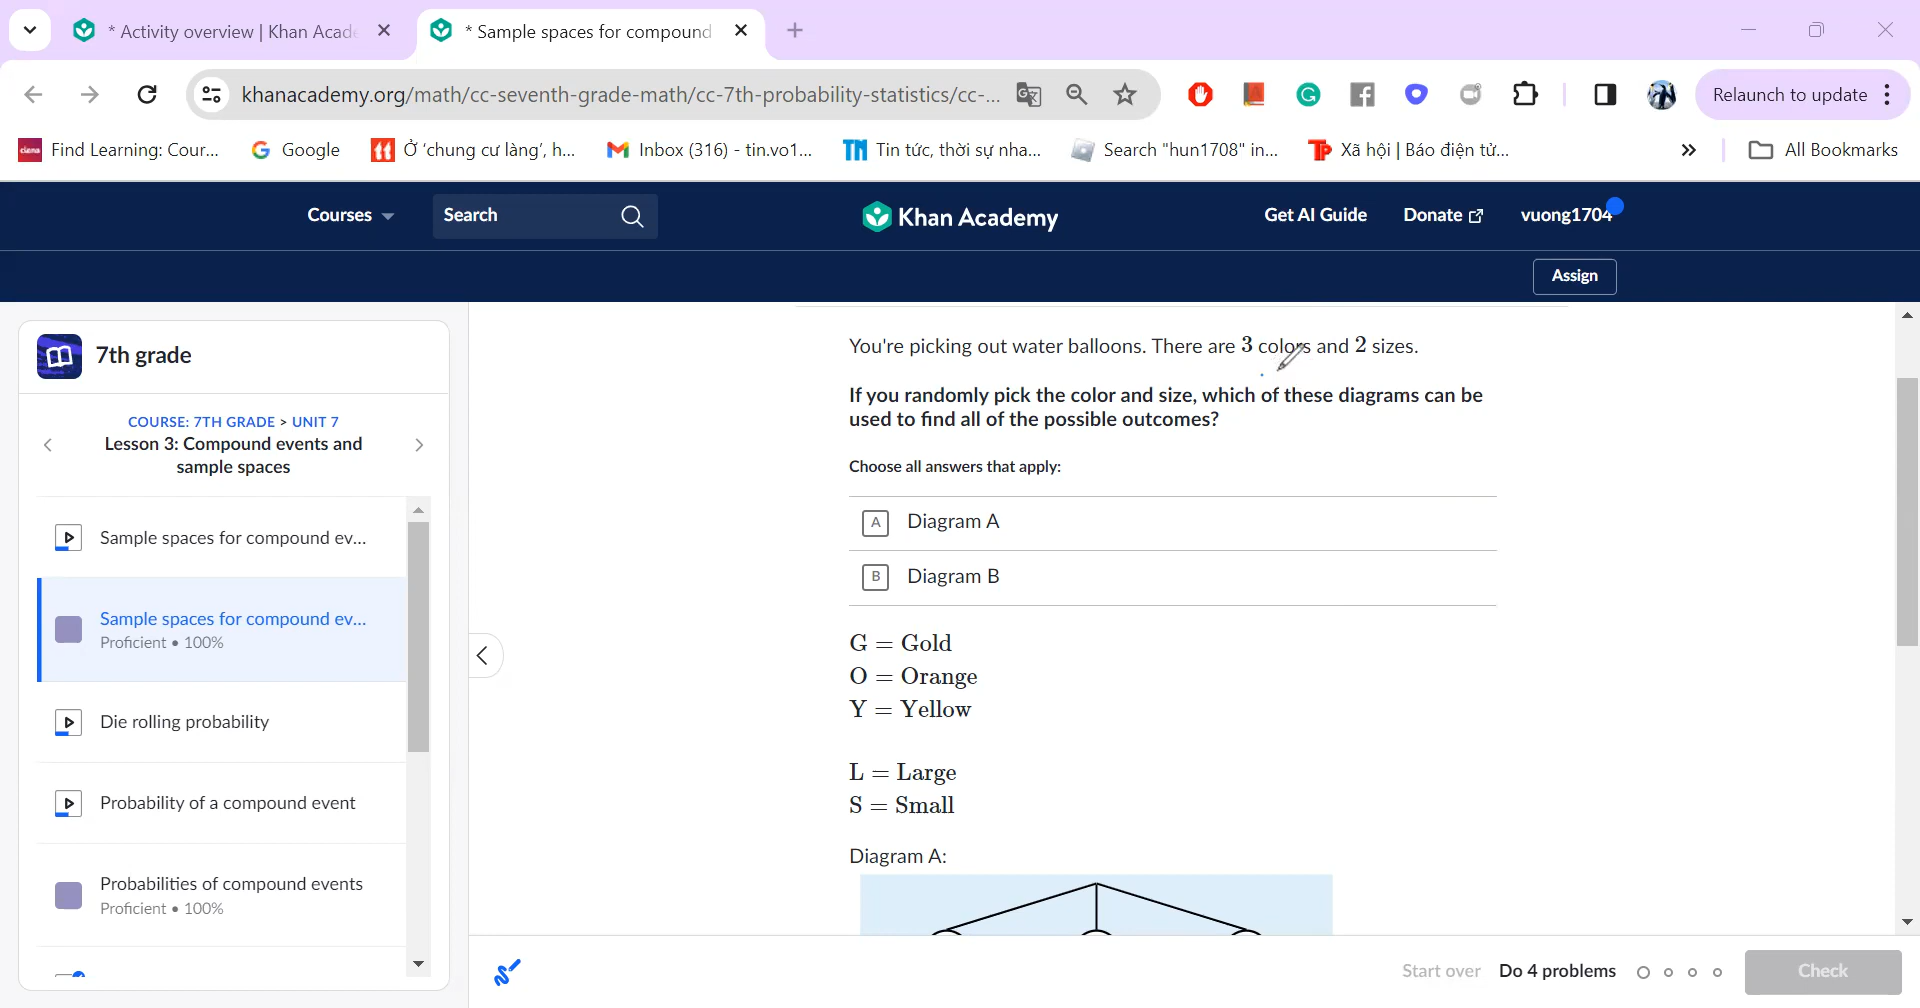 * Activity overview | Khan Acade
* Sample spaces for compound
khanacademy.org/math/cc-seventh-grade-math/cc-7th-probability-statistics/cc-...
Relaunch to update
Find Learning: Cour...
Google
Ở ‘chung cư làng’, h...
Inbox (316) - tin.vo1...
Tin tức, thời sự nha...
Search "hun1708" in...
Xã hội | Báo điện tử...
All Bookmarks
Courses
Search
Khan Academy
Get AI Guide
Donate
vuong1704
Assign
7th grade
COURSE: 7TH GRADE > UNIT 7
Lesson 3: Compound events and
sample spaces
Sample spaces for compound ev...
Sample spaces for compound ev...
Proficient • 100%
Die rolling probability
Probability of a compound event
Probabilities of compound events
Proficient • 100%
You're picking out water balloons. There are 3 colors and 2 sizes.
If you randomly pick the color and size, which of these diagrams can be
used to find all of the possible outcomes?
Choose all answers that apply:
A Diagram A
B Diagram B
G = Gold
O = Orange
Y = Yellow
L = Large
S = Small
Diagram A:
Start over
Do 4 problems
Check